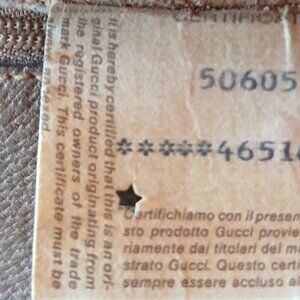 CERTIFICAT
50605
*****4651
It is hereby certified that this is an ori-
ginal Gucci product originating from
the registered owners of the trade
mark Gucci. This certificate must be
Certifichiamo con il presen
sto prodotto Gucci provie
riamente dai titolari del ma
strato Gucci. Questo certi
sempre essere accluso a